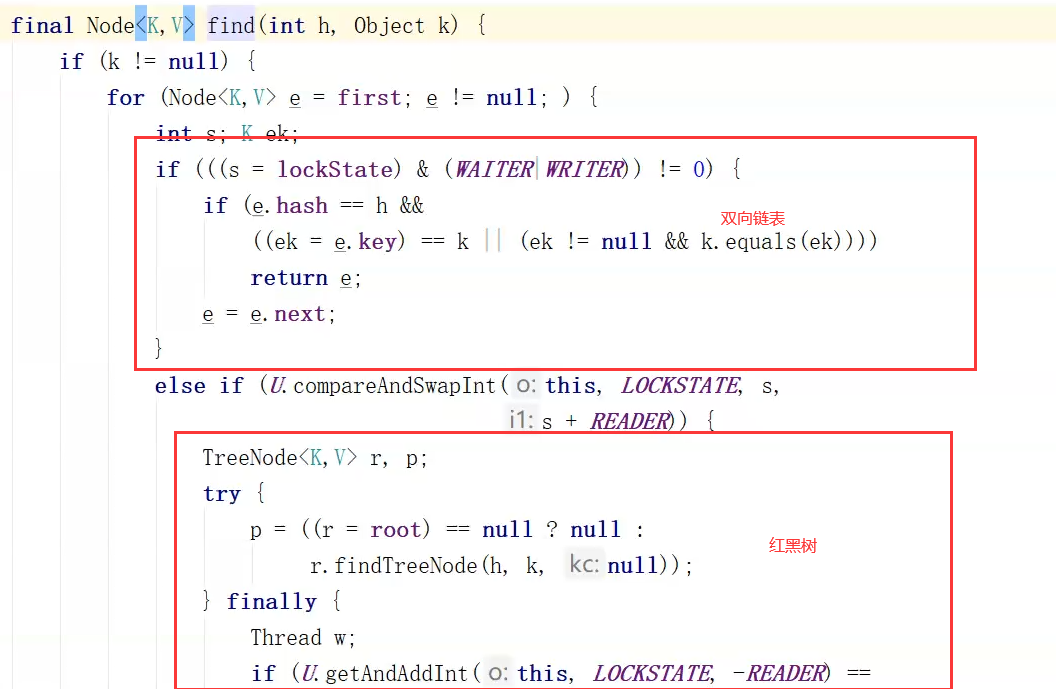 final Node<K,V> find(int h, Object k) {
if (k != null) {
for (Node<K,V> e = first; e != null; ) {
int s; K ek;
if (((s = lockState) & (WAITER|WRITER)) != 0) {
if (e.hash == h &&
双向链表
((ek = e.key) == k || (ek != null && k.equals(ek))))
return e;
e = e.next;
}
else if (U.compareAndSwapInt( o: this, LOCKSTATE, s,
i1: s + READER)) {
TreeNode<K,V> r, p;
try {
p = ((r = root) == null ? null :
红黑树
r.findTreeNode(h, k, kc: null));
} finally {
Thread w;
if (U.getAndAddInt( o: this, LOCKSTATE, -READER) ==